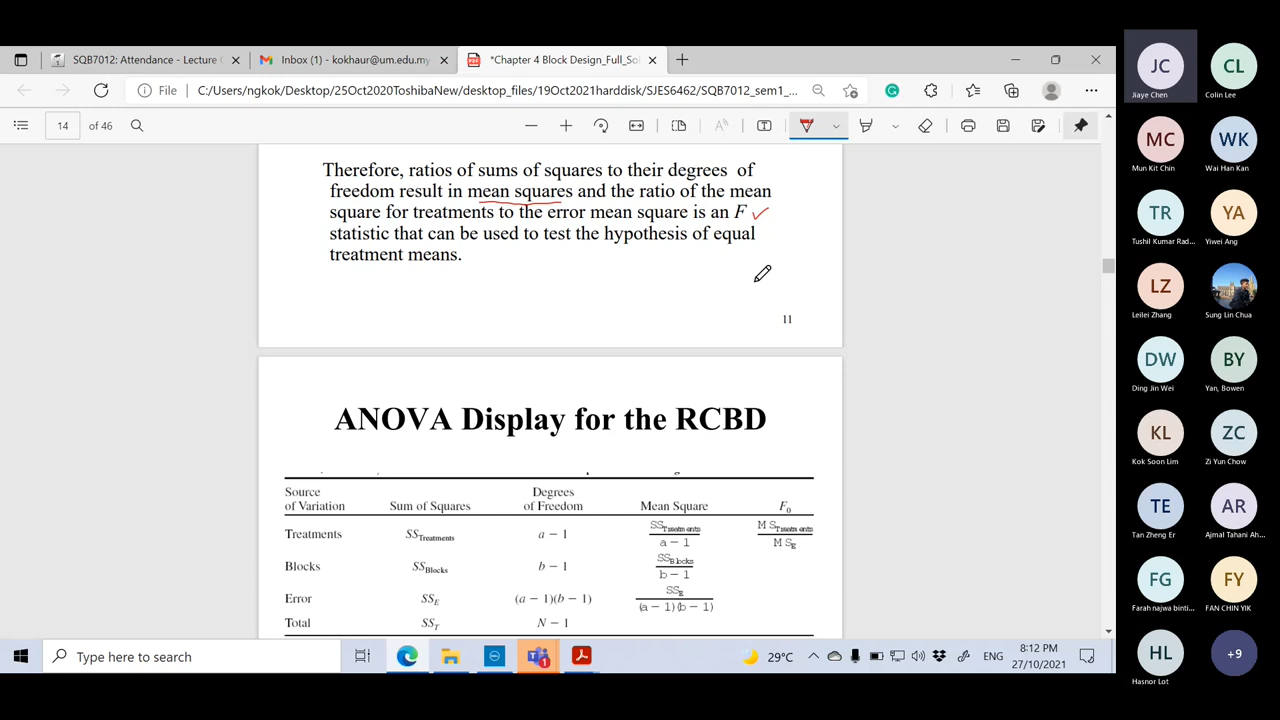 SQB7012: Attendance - Lecture
Inbox (1) - kokhaur@um.edu.my
*Chapter 4 Block Design_Full_So
File
C:/Users/ngkok/Desktop/25Oct2020ToshibaNew/desktop_files/19Oct2021harddisk/SJES6462/SQB7012_sem1_...
14 of 46
Therefore, ratios of sums of squares to their degrees of
freedom result in mean squares and the ratio of the mean
square for treatments to the error mean square is an F
statistic that can be used to test the hypothesis of equal
treatment means.
11
ANOVA Display for the RCBD
Source of Variation Sum of Squares Degrees of Freedom Mean Square F0
Treatments SSTreatments a − 1 SSTreatments / a − 1 MSTreatments / MSE
Blocks SSBlocks b − 1 SSBlocks / b − 1
Error SSE (a − 1)(b − 1) SSE / (a − 1)(b − 1)
Total SST N − 1
Type here to search
29°C
ENG
8:12 PM
27/10/2021
JC
Jiaye Chen
CL
Colin Lee
MC
Mun Kit Chin
WK
Wai Han Kan
TR
Tushil Kumar Rad...
YA
Yiwei Ang
LZ
Leilei Zhang
Sung Lin Chua
DW
Ding Jin Wei
BY
Yan, Bowen
KL
Kok Soon Lim
ZC
Zi Yun Chow
TE
Tan Zheng Er
AR
Ajmal Tahani Ah...
FG
Farah najwa binti...
FY
FAN CHIN YIK
HL
Hasnor Lot
+9